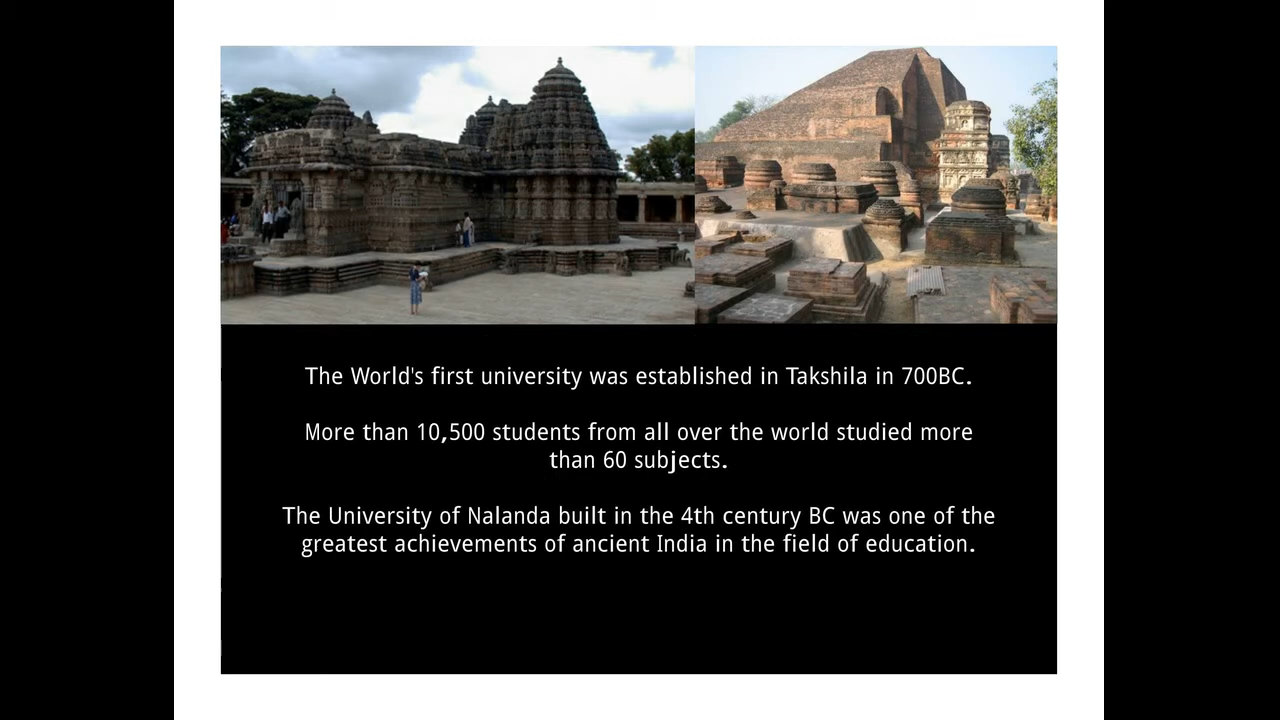 The World's first university was established in Takshila in 700BC.
More than 10,500 students from all over the world studied more
than 60 subjects.
The University of Nalanda built in the 4th century BC was one of the
greatest achievements of ancient India in the field of education.